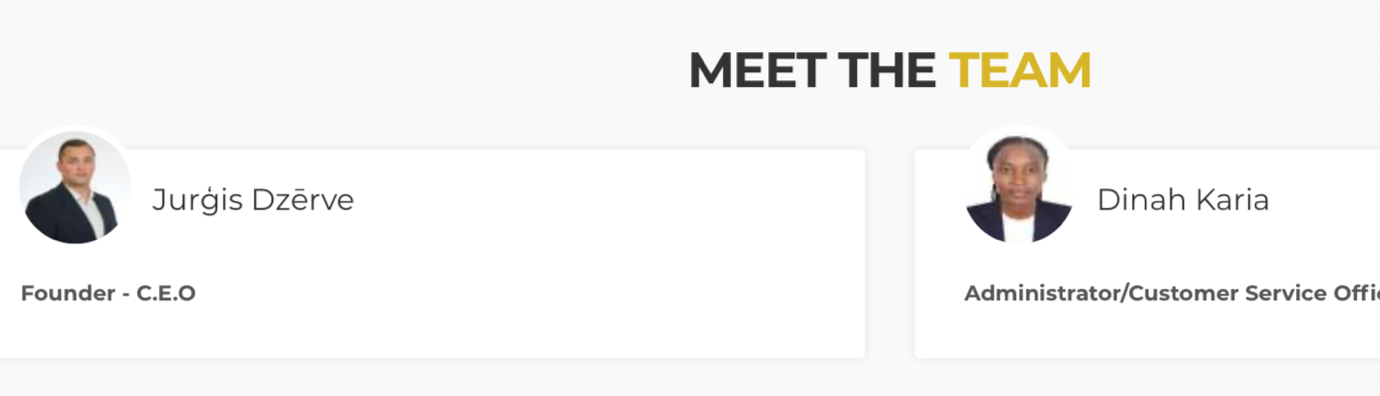 MEET THE TEAM
Jurģis Dzērve
Founder - C.E.O
Dinah Karia
Administrator/Customer Service